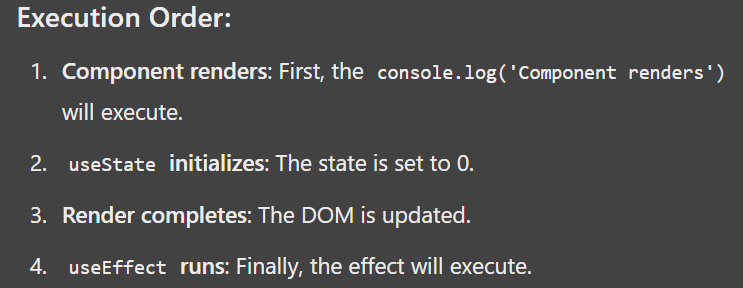 Execution Order:
1. Component renders: First, the console.log('Component renders')
will execute.
2. useState initializes: The state is set to 0.
3. Render completes: The DOM is updated.
4. useEffect runs: Finally, the effect will execute.